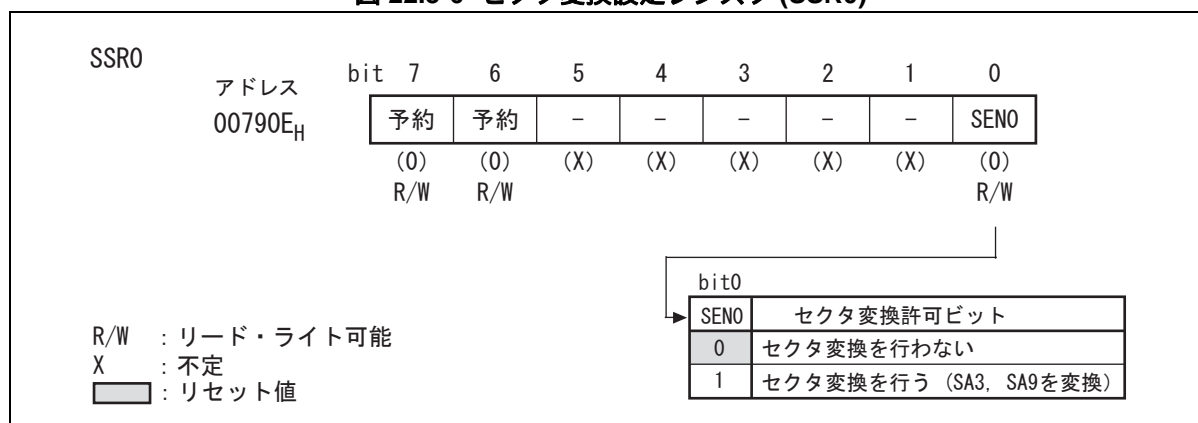 SSR0
bit 7 6 5 4 3 2 1 0
アドレス
00790EH 予約 予約 - - - - - SEN0
(0) (0) (X) (X) (X) (X) (X) (0)
R/W R/W R/W
bit0
SEN0 セクタ変換許可ビット
0 セクタ変換を行わない
1 セクタ変換を行う (SA3, SA9を変換)
R/W : リード・ライト可能
X : 不定
: リセット値